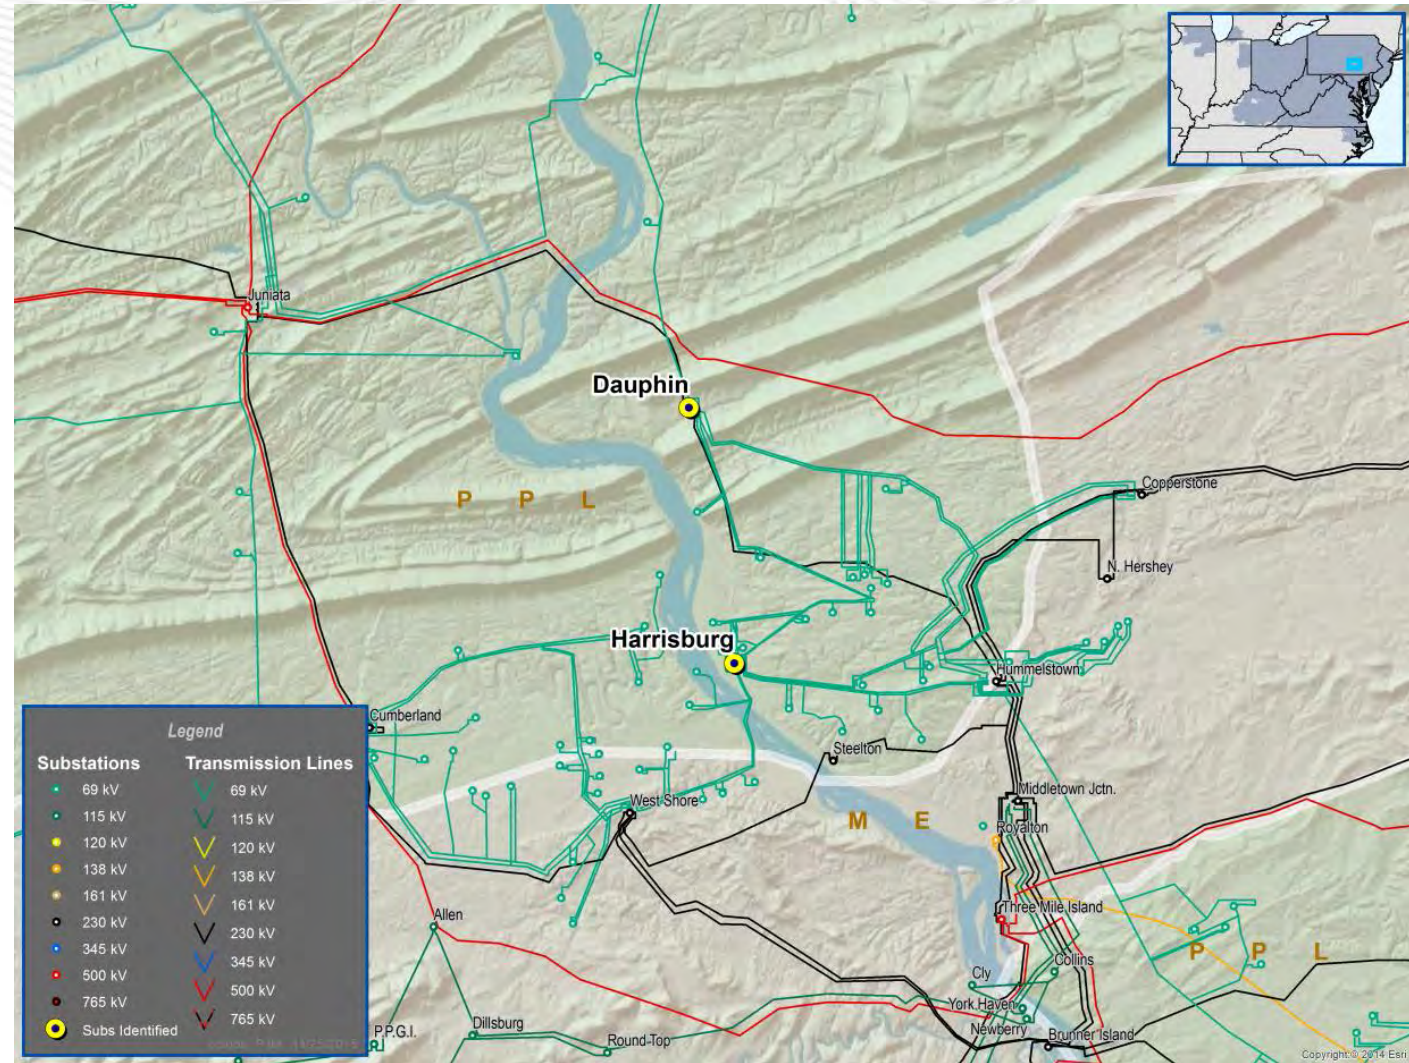 Juniata
Dauphin
P P L
Copperstone
N. Hershey
Harrisburg
Hummelstown
Cumberland
Steelton
West Shore
Middletown Jctn.
M E
Royalton
Allen
Three Mile Island
P P L
Collins
Cly
York Haven
Newberry
Brunner Island
P.P.G.I.
Dillsburg
Round Top
Legend
Substations
69 kV
115 kV
120 kV
138 kV
161 kV
230 kV
345 kV
500 kV
765 kV
Subs Identified
Transmission Lines
69 kV
115 kV
120 kV
138 kV
161 kV
230 kV
345 kV
500 kV
765 kV
Copyright:© 2014 Esri